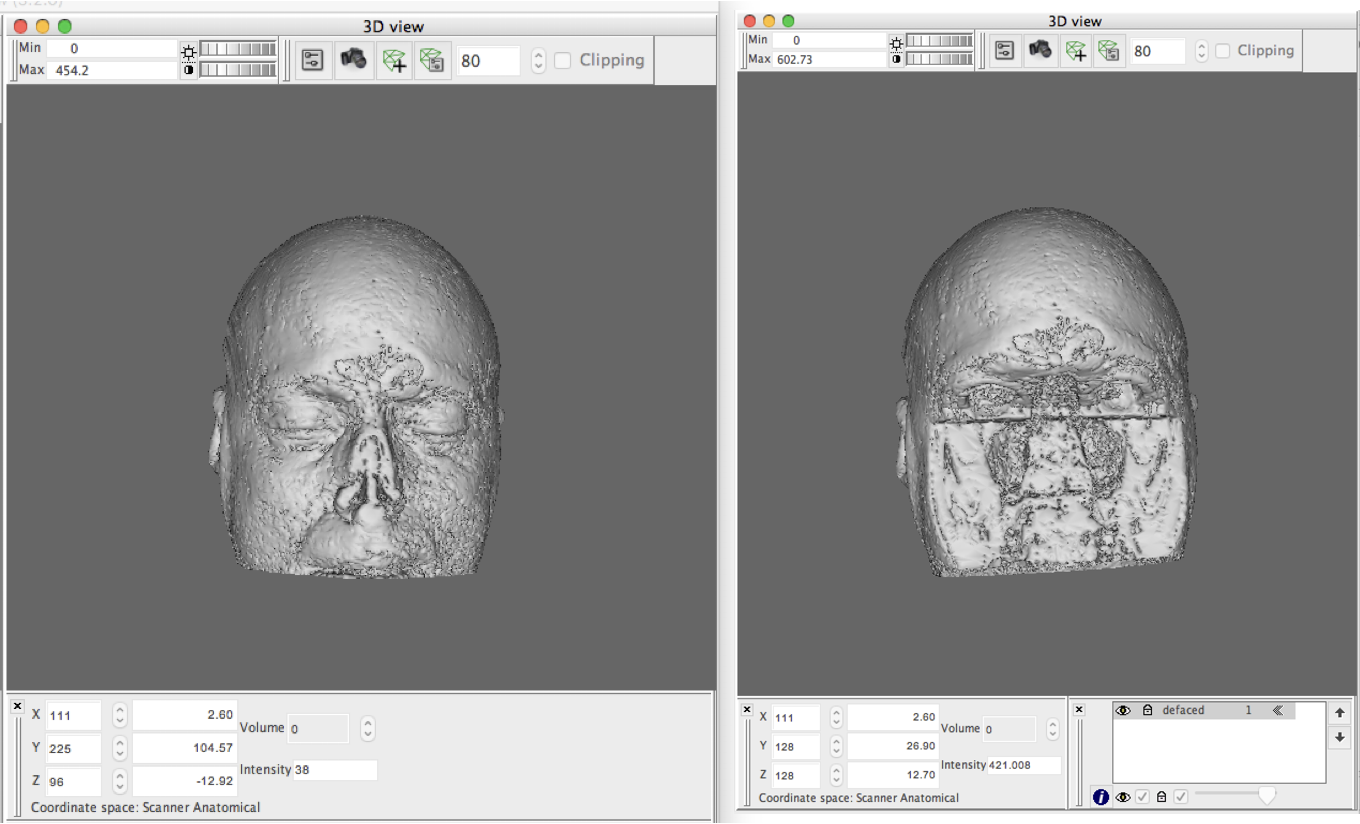 3D view
Min 0
Max 454.2
80
Clipping
X 111
2.60
Y 225
104.57
Z 96
-12.92
Volume 0
Intensity 38
Coordinate space: Scanner Anatomical
3D view
Min 0
Max 602.73
80
Clipping
X 111
2.60
Y 128
26.90
Z 128
12.70
Volume 0
Intensity 421.008
Coordinate space: Scanner Anatomical
defaced 1